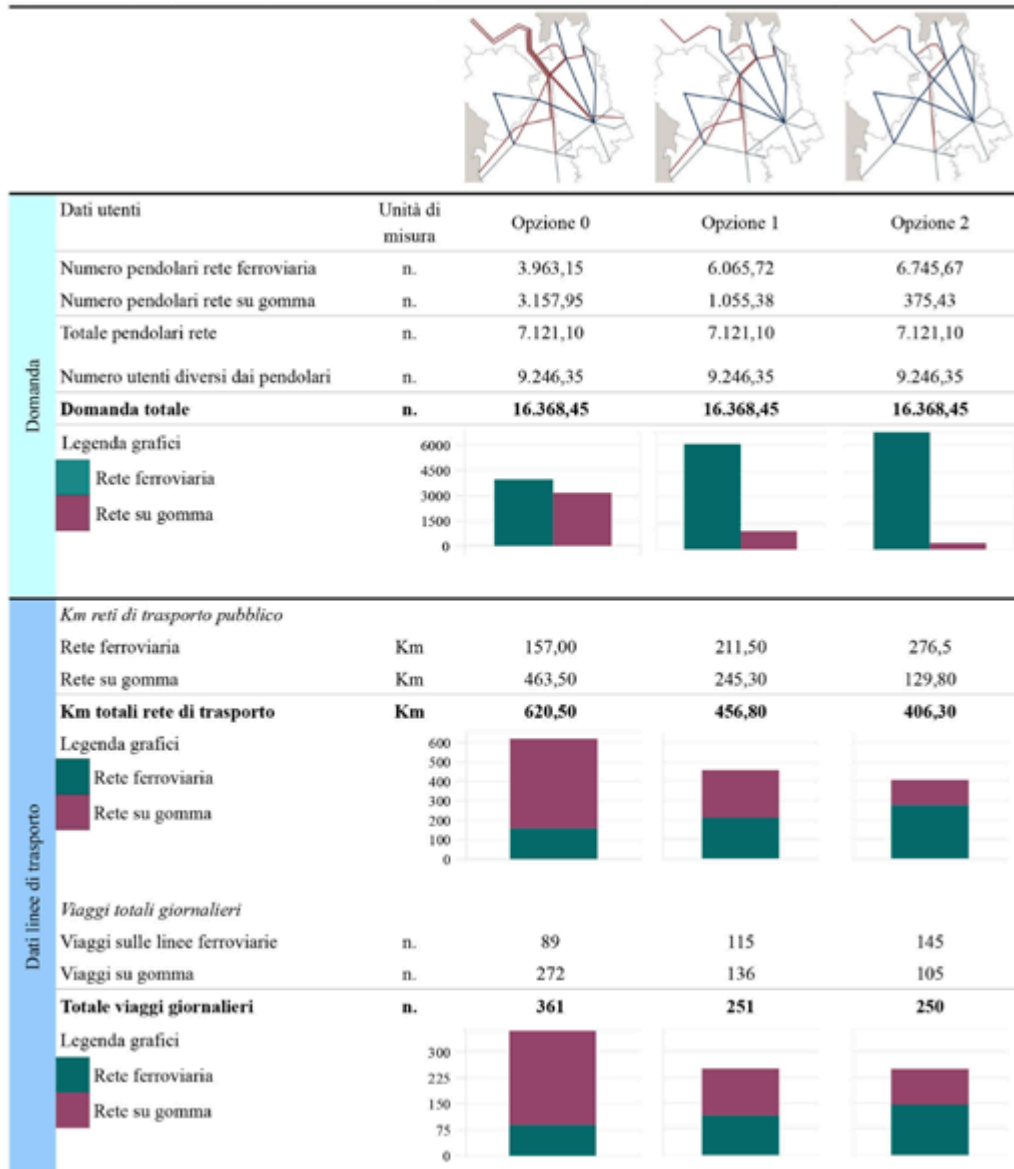 Dati utenti Unità di misura Opzione 0 Opzione 1 Opzione 2
Numero pendolari rete ferroviaria n. 3.963,15 6.065,72 6.745,67
Numero pendolari rete su gomma n. 3.157,95 1.055,38 375,43
Totale pendolari rete n. 7.121,10 7.121,10 7.121,10
Numero utenti diversi dai pendolari n. 9.246,35 9.246,35 9.246,35
Domanda totale n. 16.368,45 16.368,45 16.368,45
Domanda
Legenda grafici
Rete ferroviaria
Rete su gomma
6000
4500
3000
1500
0
Km reti di trasporto pubblico
Rete ferroviaria Km 157,00 211,50 276,5
Rete su gomma Km 463,50 245,30 129,80
Km totali rete di trasporto Km 620,50 456,80 406,30
Legenda grafici
Rete ferroviaria
Rete su gomma
600
500
400
300
200
100
0
Dati linee di trasporto
Viaggi totali giornalieri
Viaggi sulle linee ferroviarie n. 89 115 145
Viaggi su gomma n. 272 136 105
Totale viaggi giornalieri n. 361 251 250
Legenda grafici
Rete ferroviaria
Rete su gomma
300
225
150
75
0